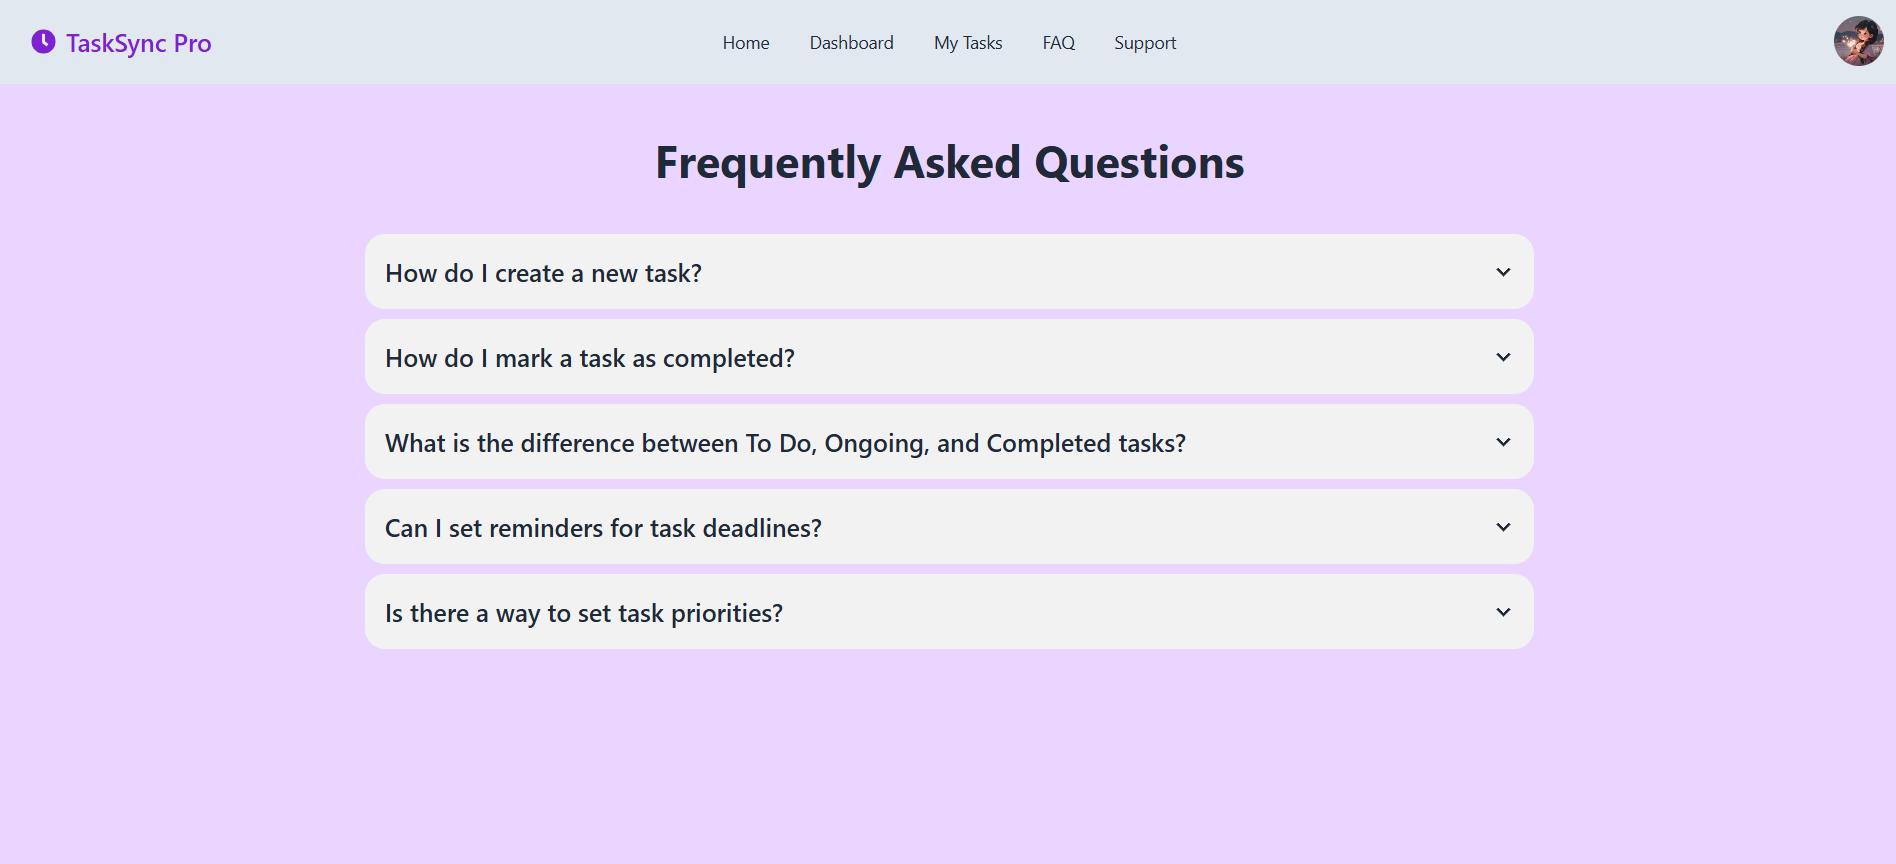 TaskSync Pro
Home Dashboard My Tasks FAQ Support
Frequently Asked Questions
How do I create a new task?
How do I mark a task as completed?
What is the difference between To Do, Ongoing, and Completed tasks?
Can I set reminders for task deadlines?
Is there a way to set task priorities?